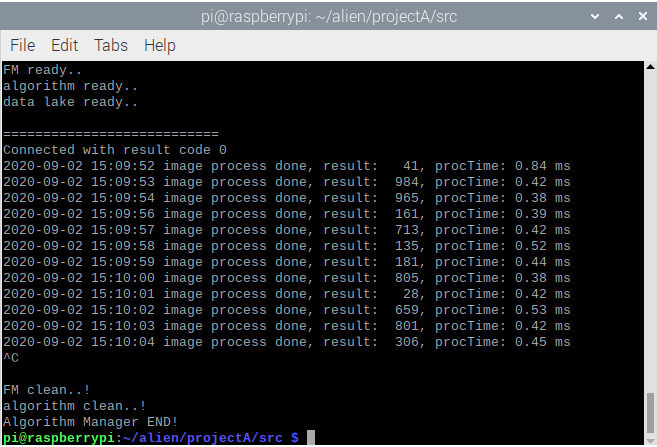 pi@raspberrypi: ~/alien/projectA/src
File Edit Tabs Help
FM ready..
algorithm ready..
data lake ready..
===========================
Connected with result code 0
2020-09-02 15:09:52 image process done, result:   41, procTime: 0.84 ms
2020-09-02 15:09:53 image process done, result:  984, procTime: 0.42 ms
2020-09-02 15:09:54 image process done, result:  965, procTime: 0.38 ms
2020-09-02 15:09:56 image process done, result:  161, procTime: 0.39 ms
2020-09-02 15:09:57 image process done, result:  713, procTime: 0.42 ms
2020-09-02 15:09:58 image process done, result:  135, procTime: 0.52 ms
2020-09-02 15:09:59 image process done, result:  181, procTime: 0.44 ms
2020-09-02 15:10:00 image process done, result:  805, procTime: 0.38 ms
2020-09-02 15:10:01 image process done, result:   28, procTime: 0.42 ms
2020-09-02 15:10:02 image process done, result:  659, procTime: 0.53 ms
2020-09-02 15:10:03 image process done, result:  801, procTime: 0.42 ms
2020-09-02 15:10:04 image process done, result:  306, procTime: 0.45 ms
^C
FM clean..!
algorithm clean..!
Algorithm Manager END!
pi@raspberrypi:~/alien/projectA/src $